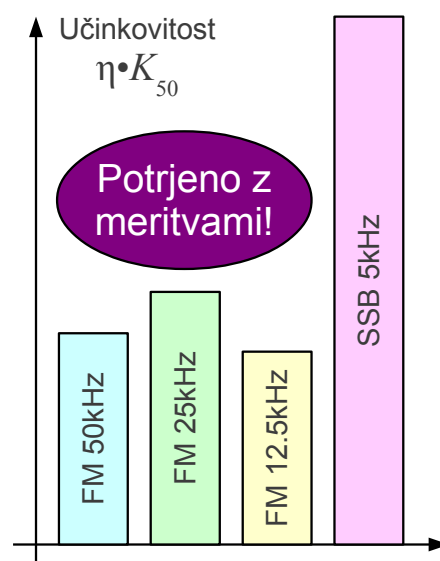 Učinkovitost
η•K₅₀
Potrjeno z
meritvami!
FM 50kHz
FM 25kHz
FM 12.5kHz
SSB 5kHz